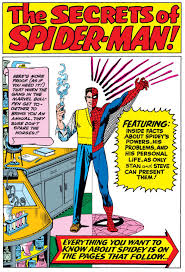 The SECRETS of
SPIDER-MAN!
HERE'S MORE
PROOF (AS IF
YOU NEED IT!)
THAT WHEN THE
GANG IN THE
MARVEL BULL-
PEN GET TO-
GETHER TO
BRING YOU AN
ANNUAL, THEY
SURE DON'T
SPARE THE
HORSES!
FEATURING:
INSIDE FACTS
ABOUT SPIDEY'S
POWERS, HIS
PROBLEMS, AND
HIS PERSONAL
LIFE, AS ONLY
STAN AND STEVE
CAN PRESENT
THEM!
EVERYTHING YOU WANT TO
KNOW ABOUT SPIDEY IS ON
THE PAGES THAT FOLLOW...